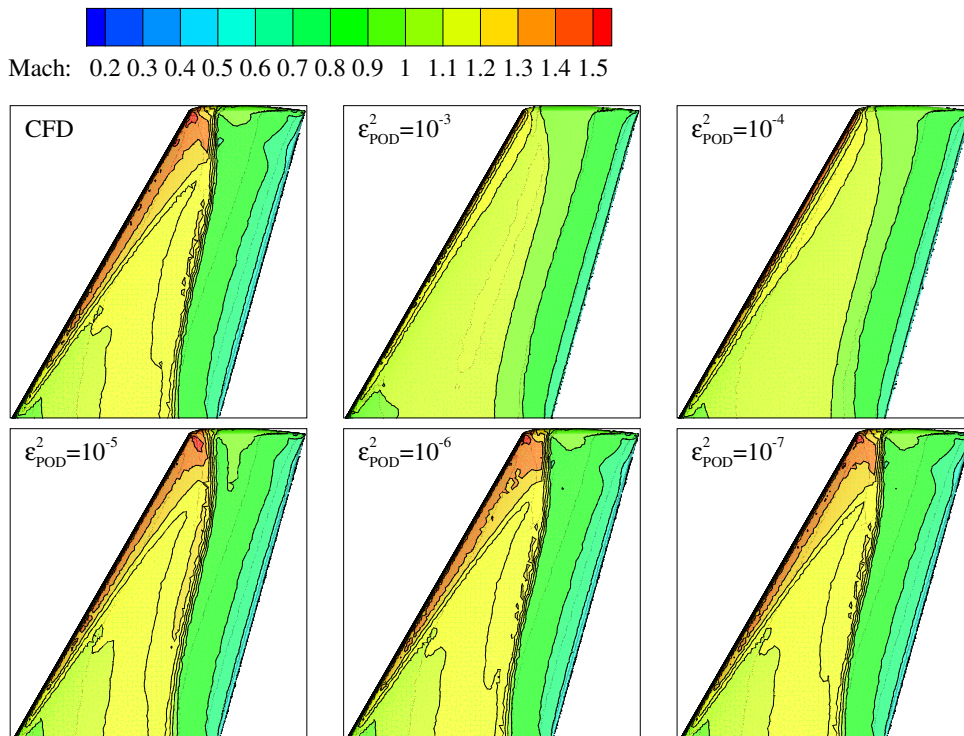 Mach: 0.2 0.3 0.4 0.5 0.6 0.7 0.8 0.9 1 1.1 1.2 1.3 1.4 1.5
CFD
ε²POD=10⁻³
ε²POD=10⁻⁴
ε²POD=10⁻⁵
ε²POD=10⁻⁶
ε²POD=10⁻⁷